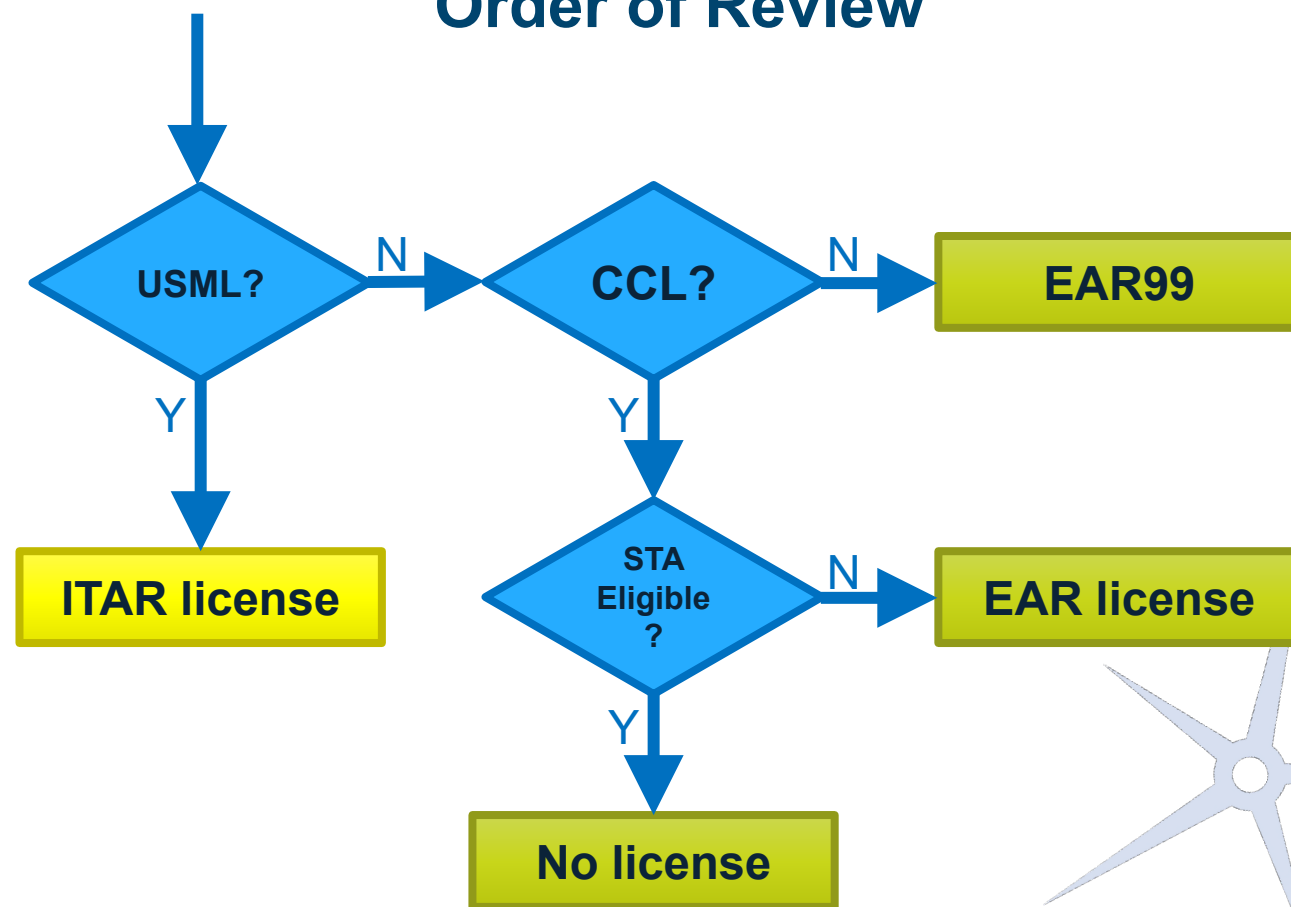 Order of Review
USML?
N
CCL?
N
EAR99
Y
Y
ITAR license
STA
Eligible
?
N
EAR license
Y
No license